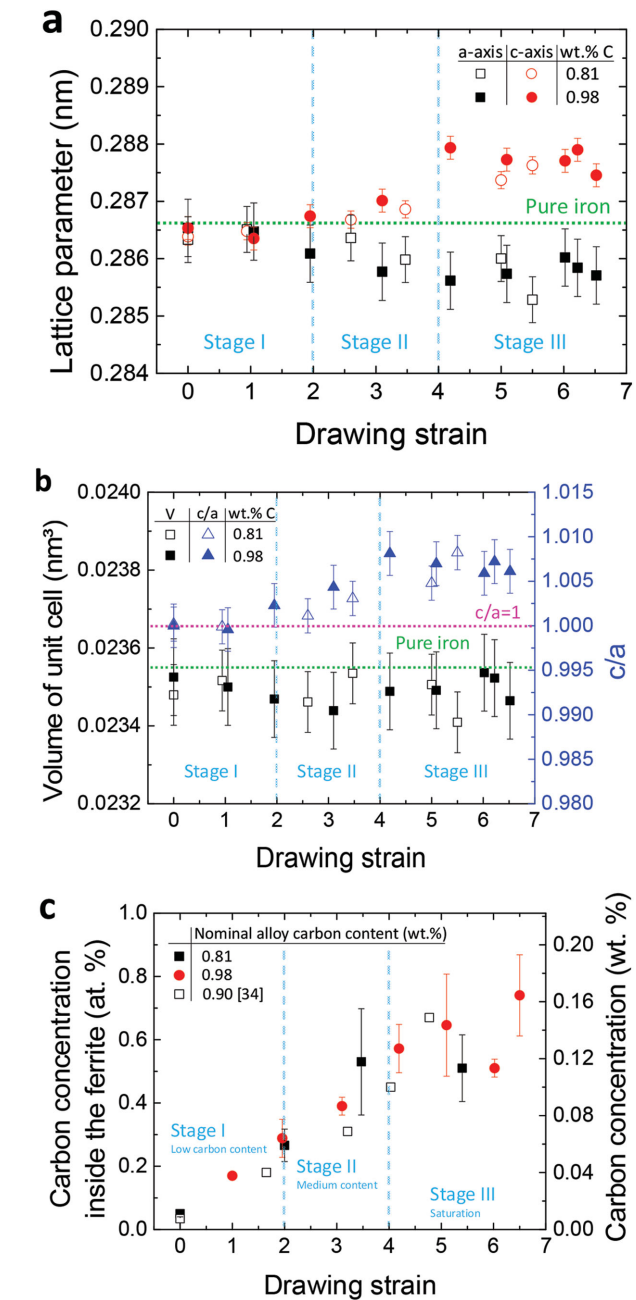 a
0.290
0.289
0.288
0.287
0.286
0.285
0.284
Lattice parameter (nm)
a-axis c-axis wt.% C
0.81
0.98
Pure iron
Stage I
Stage II
Stage III
0 1 2 3 4 5 6 7
Drawing strain
b
0.0240
0.0238
0.0236
0.0234
0.0232
Volume of unit cell (nm³)
V c/a wt.% C
0.81
0.98
c/a=1
Pure iron
Stage I
Stage II
Stage III
1.015
1.010
1.005
1.000
0.995
0.990
0.985
0.980
c/a
0 1 2 3 4 5 6 7
Drawing strain
c
1.0
0.8
0.6
0.4
0.2
0.0
Carbon concentration
inside the ferrite (at. %)
Nominal alloy carbon content (wt.%)
0.81
0.98
0.90 [34]
Stage I
Low carbon content
Stage II
Medium content
Stage III
Saturation
0.20
0.16
0.12
0.08
0.04
0.00
Carbon concentration (wt. %)
0 1 2 3 4 5 6 7
Drawing strain